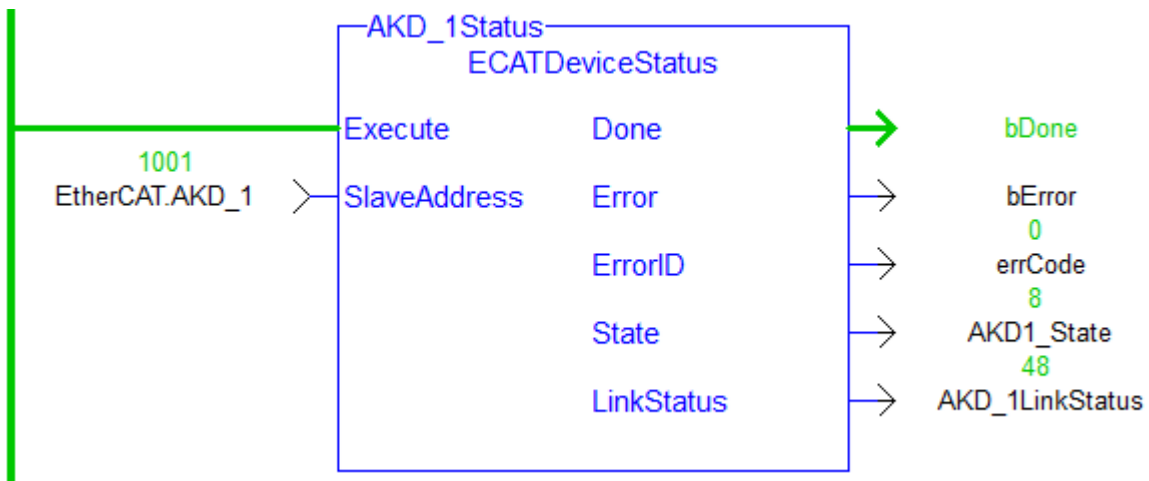 AKD_1Status
ECATDeviceStatus
Execute Done bDone
1001
EtherCAT.AKD_1 SlaveAddress Error bError
0
ErrorID errCode
8
State AKD1_State
48
LinkStatus AKD_1LinkStatus